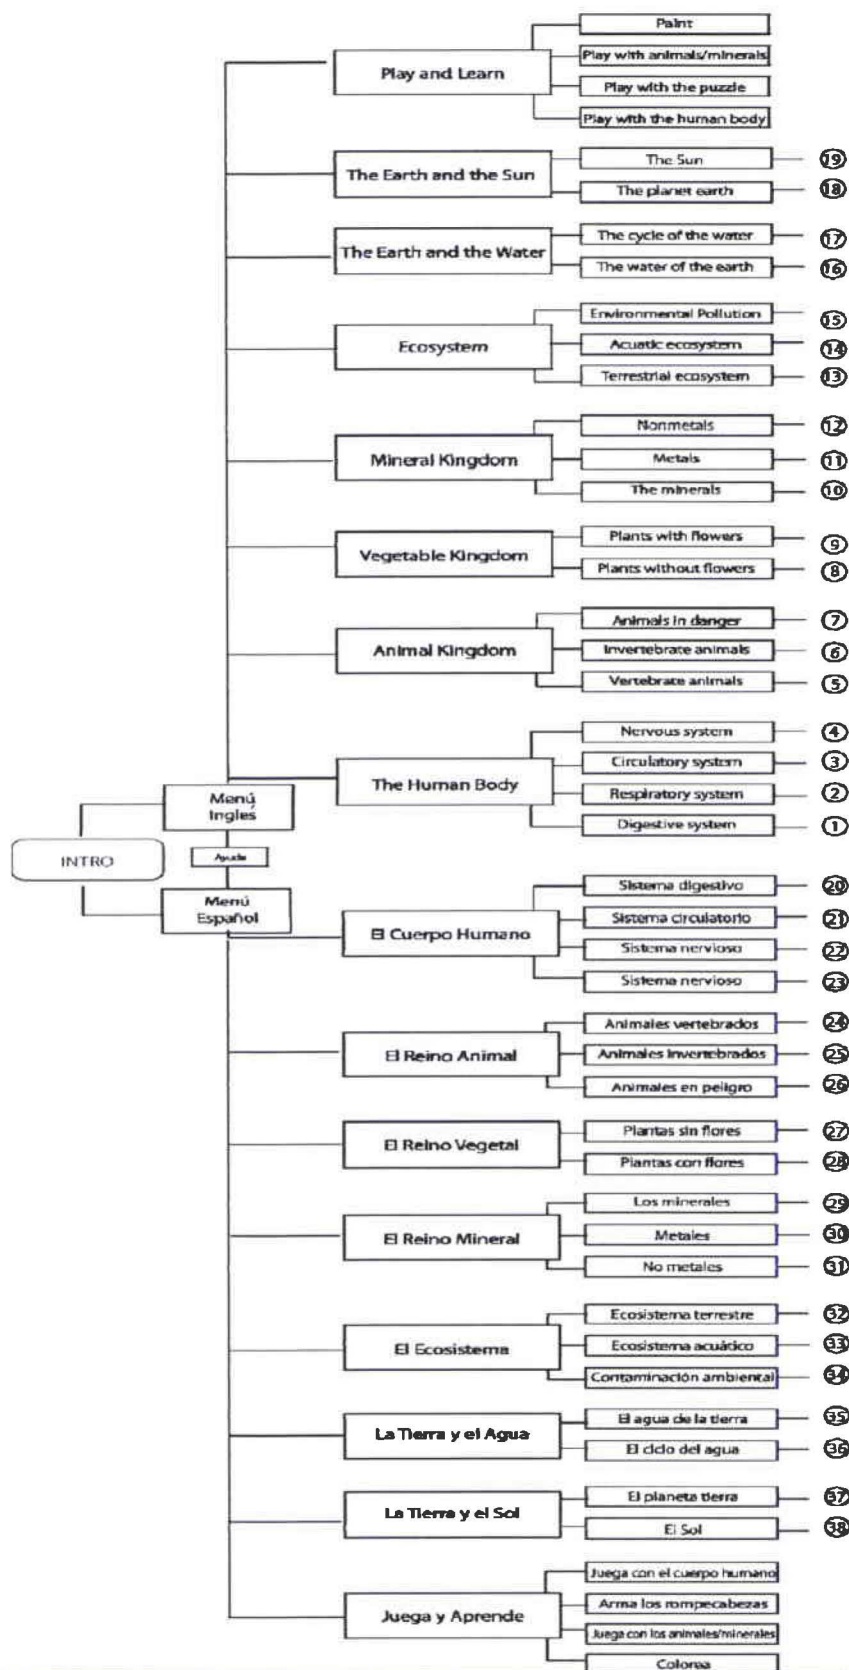 Paint
Play with animals/minerals
Play and Learn
Play with the puzzle
Play with the human body
The Sun 19
The Earth and the Sun
The planet earth 18
The cycle of the water 17
The Earth and the Water
The water of the earth 16
Environmental Pollution 15
Ecosystem
Acuatic ecosystem 14
Terrestrial ecosystem 13
Nonmetals 12
Mineral Kingdom
Metals 11
The minerals 10
Plants with flowers 9
Vegetable Kingdom
Plants without flowers 8
Animals in danger 7
Animal Kingdom
Invertebrate animals 6
Vertebrate animals 5
Nervous system 4
Circulatory system 3
The Human Body
Respiratory system 2
Digestive system 1
Menú
Ingles
INTRO
Ayuda
Menú
Español
Sistema digestivo 20
Sistema circulatorio 21
El Cuerpo Humano
Sistema nervioso 22
Sistema nervioso 23
Animales vertebrados 24
El Reino Animal
Animales invertebrados 25
Animales en peligro 26
Plantas sin flores 27
El Reino Vegetal
Plantas con flores 28
Los minerales 29
El Reino Mineral
Metales 30
No metales 31
Ecosistema terrestre 32
El Ecosistema
Ecosistema acuático 33
Contaminación ambiental 34
El agua de la tierra 35
La Tierra y el Agua
El ciclo del agua 36
El planeta tierra 37
La Tierra y el Sol
El Sol 38
Juega con el cuerpo humano
Arma los rompecabezas
Juega y Aprende
Juega con los animales/minerales
Colorea